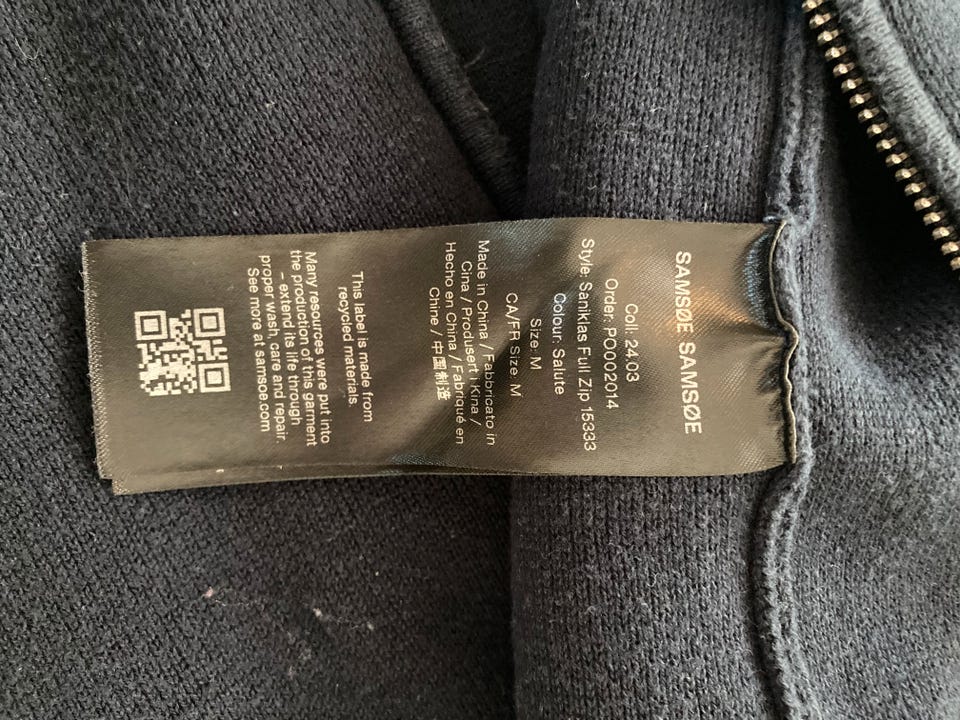 SAMSØE SAMSØE
Coll: 24.03
Order: PO002014
Style: Saniklas Full Zip 15333
Colour: Salute
Size: M
CA/FR Size: M
Made in China / Fabbricato in
Cina / Produsert i Kina /
Hecho en China / Fabriqué en
Chine / 中国制造
This label is made from
recycled materials.
Many resources were put into
the production of this garment
– extend its life through
proper wash, care and repair.
See more at samsoe.com